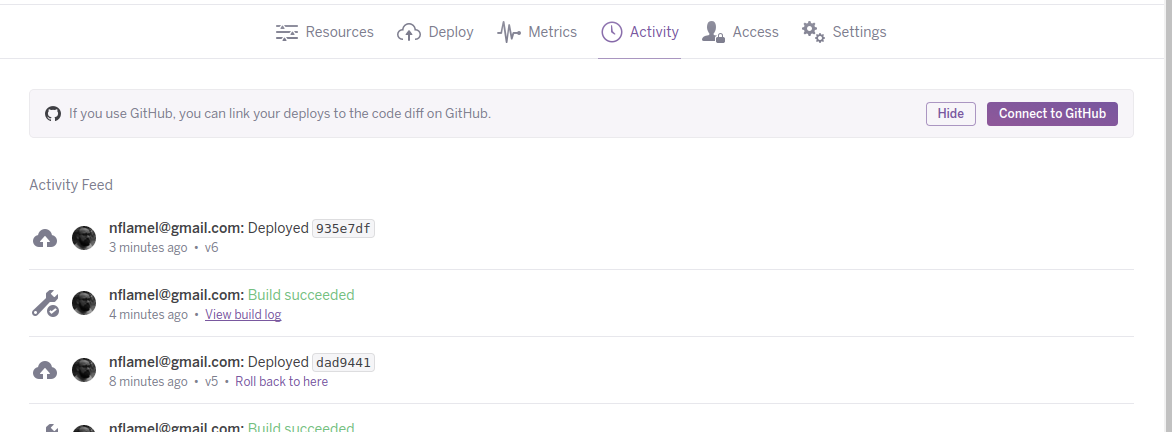 Resources Deploy Metrics Activity Access Settings
If you use GitHub, you can link your deploys to the code diff on GitHub. Hide Connect to GitHub
Activity Feed
nflamel@gmail.com: Deployed 935e7df
3 minutes ago • v6
nflamel@gmail.com: Build succeeded
4 minutes ago • View build log
nflamel@gmail.com: Deployed dad9441
8 minutes ago • v5 • Roll back to here
nflamel@gmail.com: Build succeeded